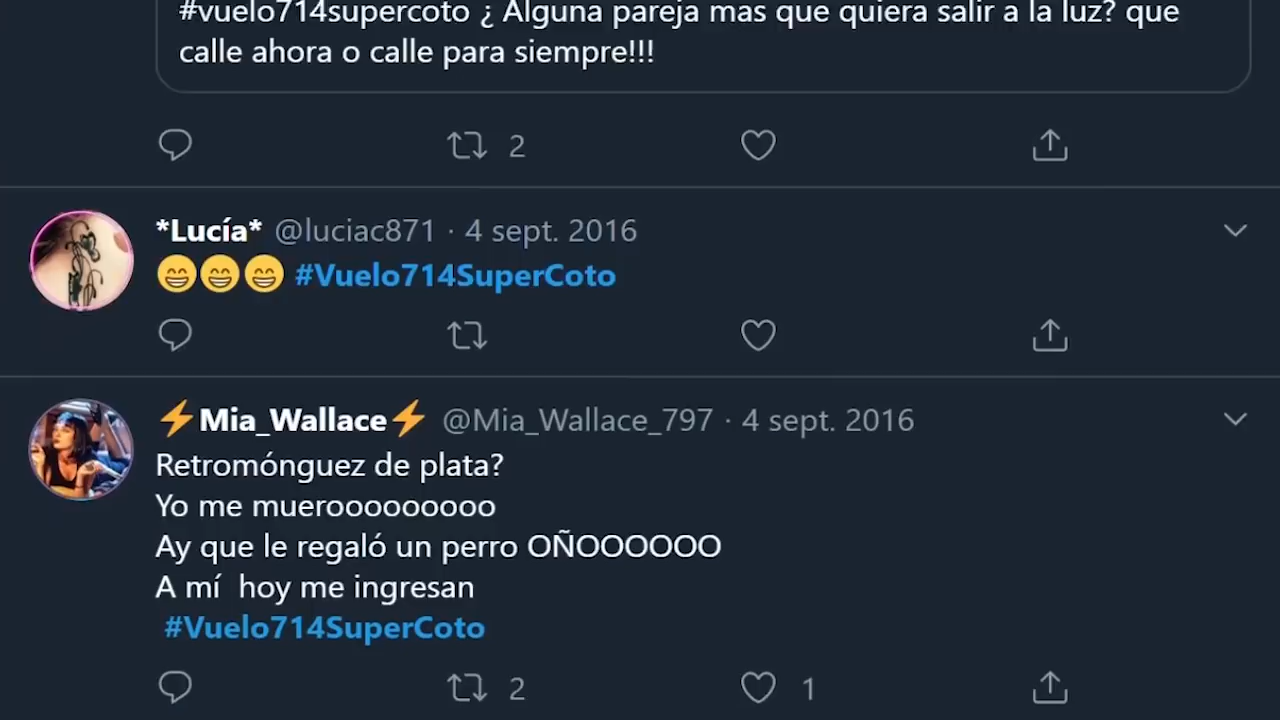 #vuelo714supercoto ¿ Alguna pareja mas que quiera salir a la luz? que
calle ahora o calle para siempre!!!
2
*Lucía* @luciac871 · 4 sept. 2016
😁😁😁 #Vuelo714SuperCoto
⚡Mia_Wallace⚡ @Mia_Wallace_797 · 4 sept. 2016
Retromónguez de plata?
Yo me muerooooooooo
Ay que le regaló un perro OÑOOOOOO
A mí  hoy me ingresan
#Vuelo714SuperCoto
2 1